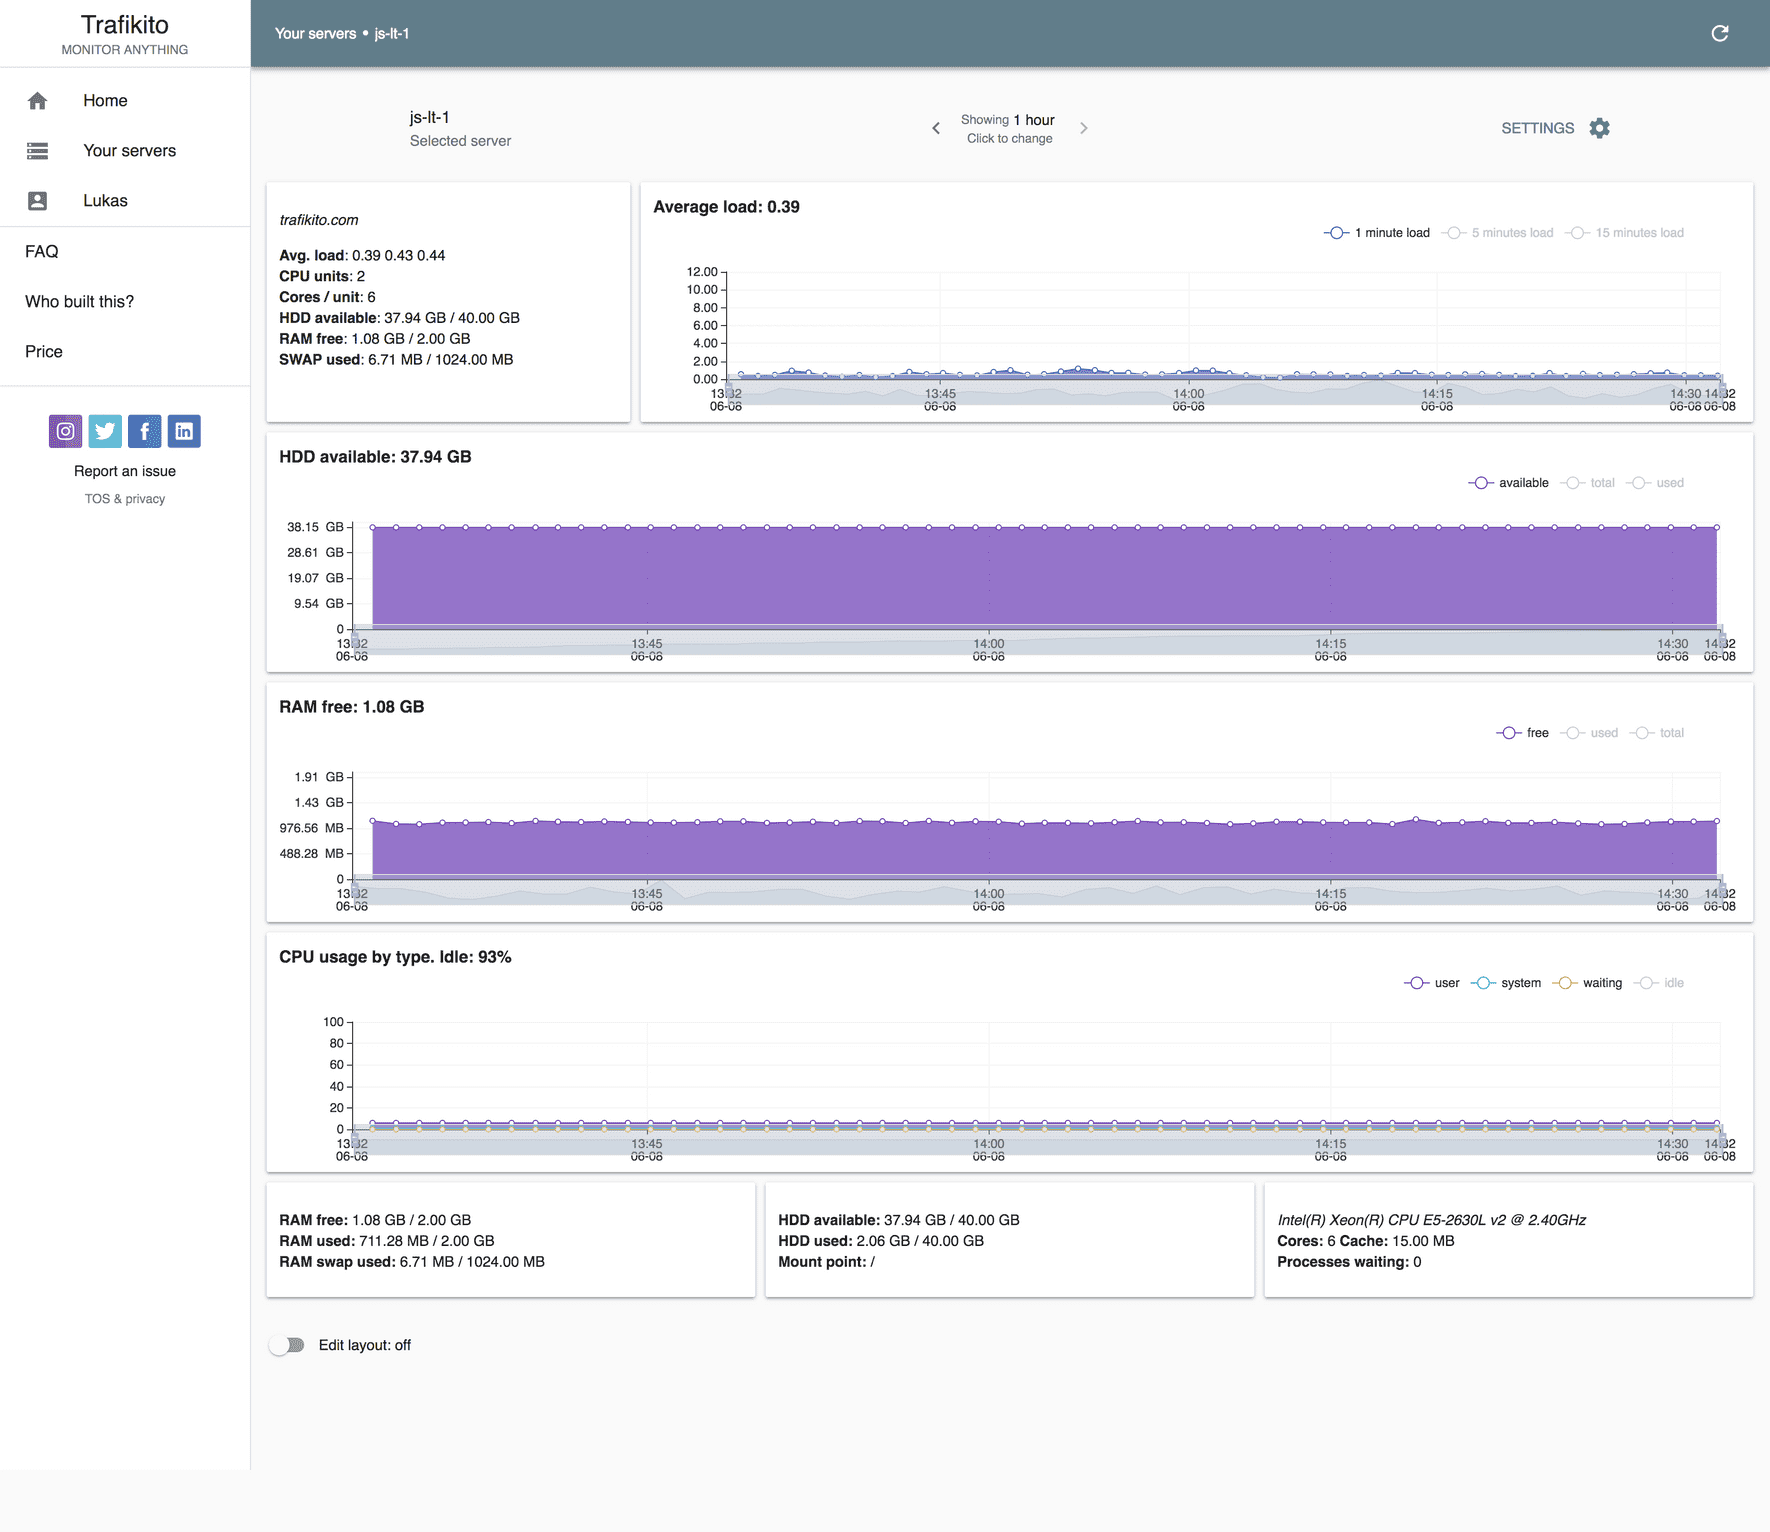 Trafikito
MONITOR ANYTHING
Home
Your servers
Lukas
FAQ
Who built this?
Price
Report an issue
TOS & privacy
Your servers • js-lt-1
js-lt-1
Selected server
Showing 1 hour
Click to change
SETTINGS
trafikito.com
Avg. load: 0.39 0.43 0.44
CPU units: 2
Cores / unit: 6
HDD available: 37.94 GB / 40.00 GB
RAM free: 1.08 GB / 2.00 GB
SWAP used: 6.71 MB / 1024.00 MB
Average load: 0.39
1 minute load 5 minutes load 15 minutes load
12.00
10.00
8.00
6.00
4.00
2.00
0.00
13:32 13:45 14:00 14:15 14:30 14:32
06-08 06-08 06-08 06-08 06-08 06-08
HDD available: 37.94 GB
available total used
38.15 GB
28.61 GB
19.07 GB
9.54 GB
0
13:32 13:45 14:00 14:15 14:30 14:32
06-08 06-08 06-08 06-08 06-08 06-08
RAM free: 1.08 GB
free used total
1.91 GB
1.43 GB
976.56 MB
488.28 MB
0
13:32 13:45 14:00 14:15 14:30 14:32
06-08 06-08 06-08 06-08 06-08 06-08
CPU usage by type. Idle: 93%
user system waiting idle
100
80
60
40
20
0
13:32 13:45 14:00 14:15 14:30 14:32
06-08 06-08 06-08 06-08 06-08 06-08
RAM free: 1.08 GB / 2.00 GB
RAM used: 711.28 MB / 2.00 GB
RAM swap used: 6.71 MB / 1024.00 MB
HDD available: 37.94 GB / 40.00 GB
HDD used: 2.06 GB / 40.00 GB
Mount point: /
Intel(R) Xeon(R) CPU E5-2630L v2 @ 2.40GHz
Cores: 6 Cache: 15.00 MB
Processes waiting: 0
Edit layout: off